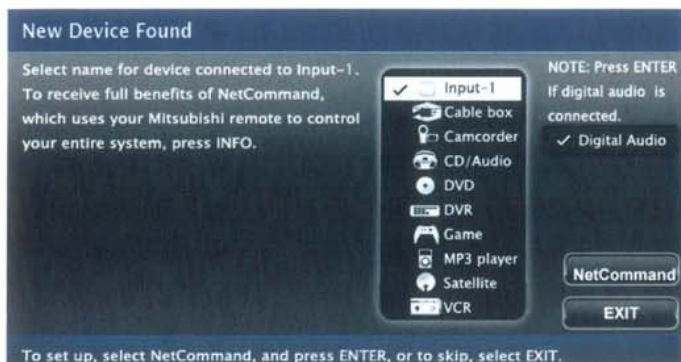 New Device Found
Select name for device connected to Input-1.
To receive full benefits of NetCommand,
which uses your Mitsubishi remote to control
your entire system, press INFO.
Input-1
Cable box
Camcorder
CD/Audio
DVD
DVR
Game
MP3 player
Satellite
VCR
NOTE: Press ENTER
If digital audio is
connected.
✓ Digital Audio
NetCommand
EXIT
To set up, select NetCommand, and press ENTER, or to skip, select EXIT.